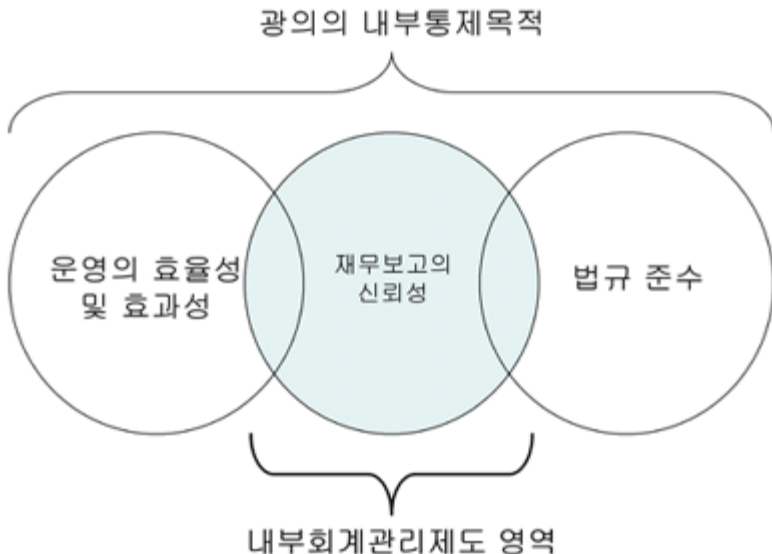 광의의 내부통제목적
운영의 효율성
및 효과성
재무보고의
신뢰성
법규 준수
내부회계관리제도 영역